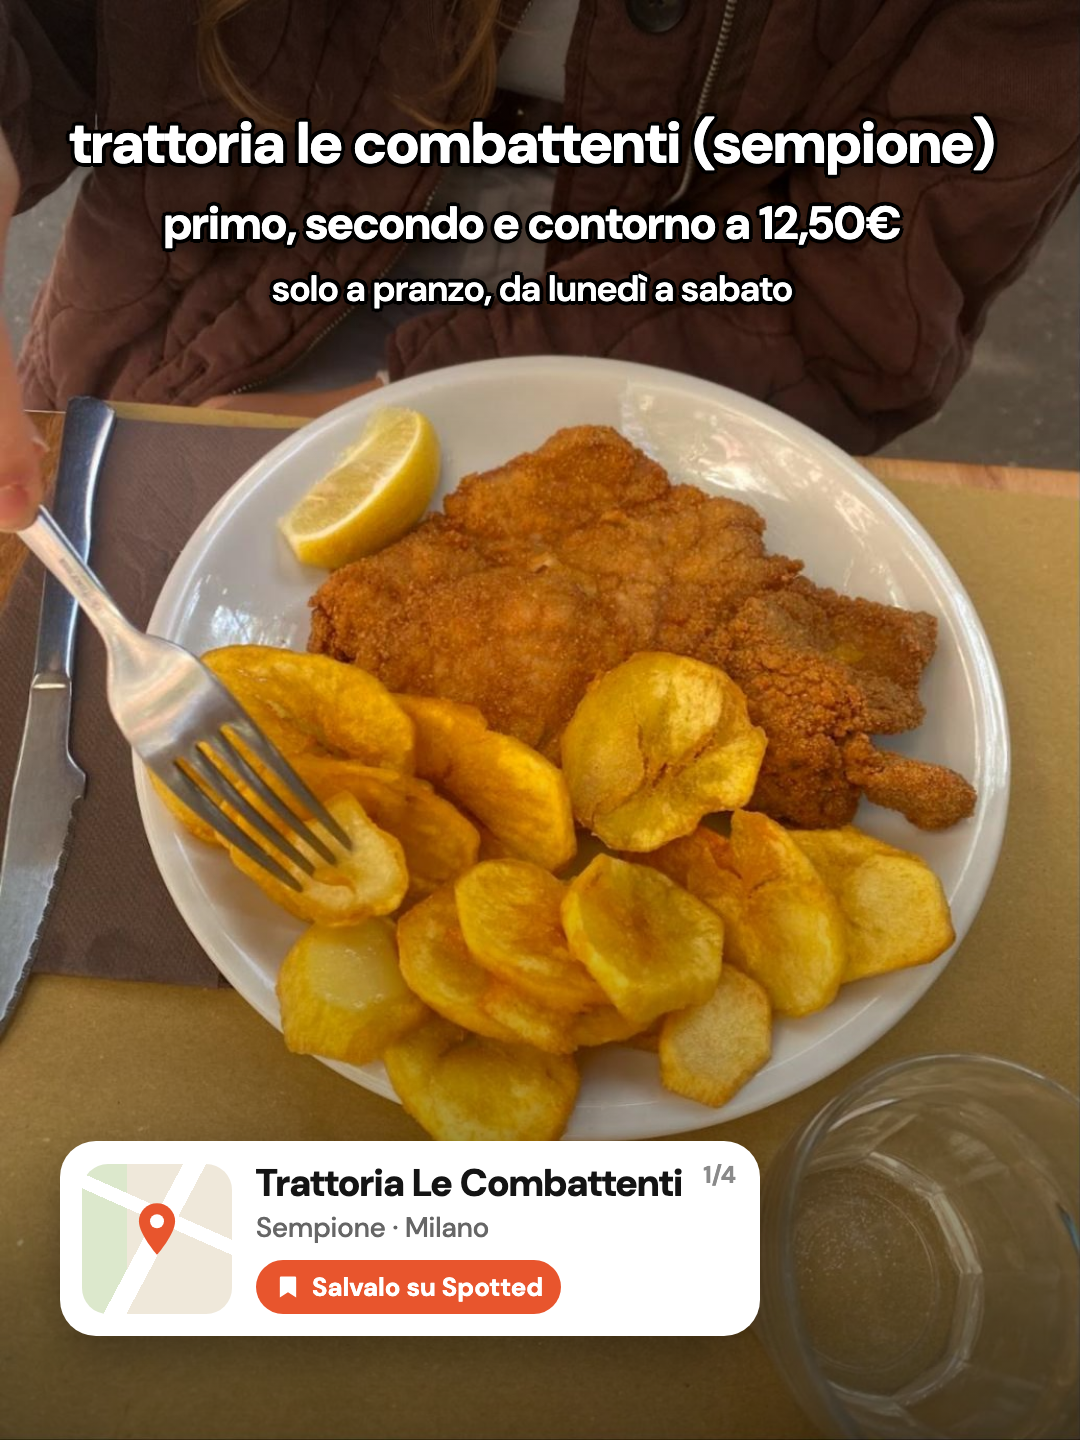 trattoria le combattenti (sempione)
primo, secondo e contorno a 12,50€
solo a pranzo, da lunedì a sabato
Trattoria Le Combattenti
1/4
Sempione · Milano
Salvalo su Spotted